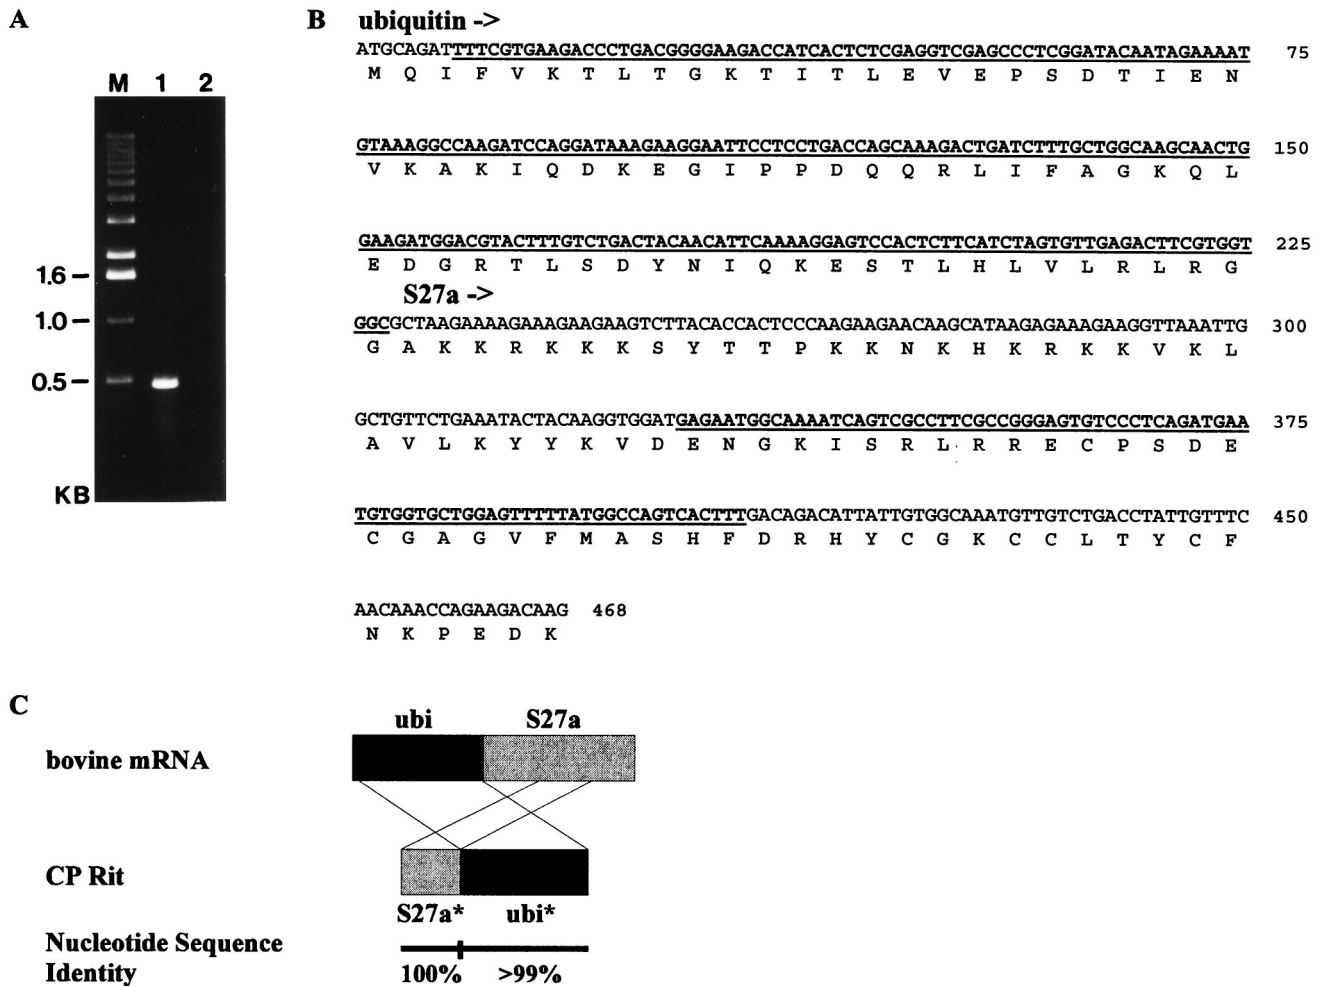 A
M 1 2
1.6
1.0
0.5
KB
B ubiquitin ->
ATGCAGATTTTCGTGAAGACCCTGACGGGGAAGACCATCACTCTCGAGGTCGAGCCCTCGGATACAATAGAAAAT 75
M Q I F V K T L T G K T I T L E V E P S D T I E N
GTAAAGGCCAAGATCCAGGATAAAGAAGGAATTCCTCCTGACCAGCAAAGACTGATCTTTGCTGGCAAGCAACTG 150
V K A K I Q D K E G I P P D Q Q R L I F A G K Q L
GAAGATGGACGTACTTTGTCTGACTACAACATTCAAAAGGAGTCCACTCTTCATCTAGTGTTGAGACTTCGTGGT 225
E D G R T L S D Y N I Q K E S T L H L V L R L R G
S27a ->
GGCGCTAAGAAAAGAAAGAAGAAGTCTTACACCACTCCCAAGAAGAACAAGCATAAGAGAAAGAAGGTTAAATTG 300
G A K K R K K K S Y T T P K K N K H K R K K V K L
GCTGTTCTGAAATACTACAAGGTGGATGAGAATGGCAAAATCAGTCGCCTTCGCCGGGAGTGTCCCTCAGATGAA 375
A V L K Y Y K V D E N G K I S R L R R E C P S D E
TGTGGTGCTGGAGTTTTTATGGCCAGTCACTTTGACAGACATTATTGTGGCAAATGTTGTCTGACCTATTGTTTC 450
C G A G V F M A S H F D R H Y C G K C C L T Y C F
AACAAACCAGAAGACAAG 468
N K P E D K
C
ubi S27a
bovine mRNA
CP Rit
S27a* ubi*
Nucleotide Sequence
Identity 100% >99%